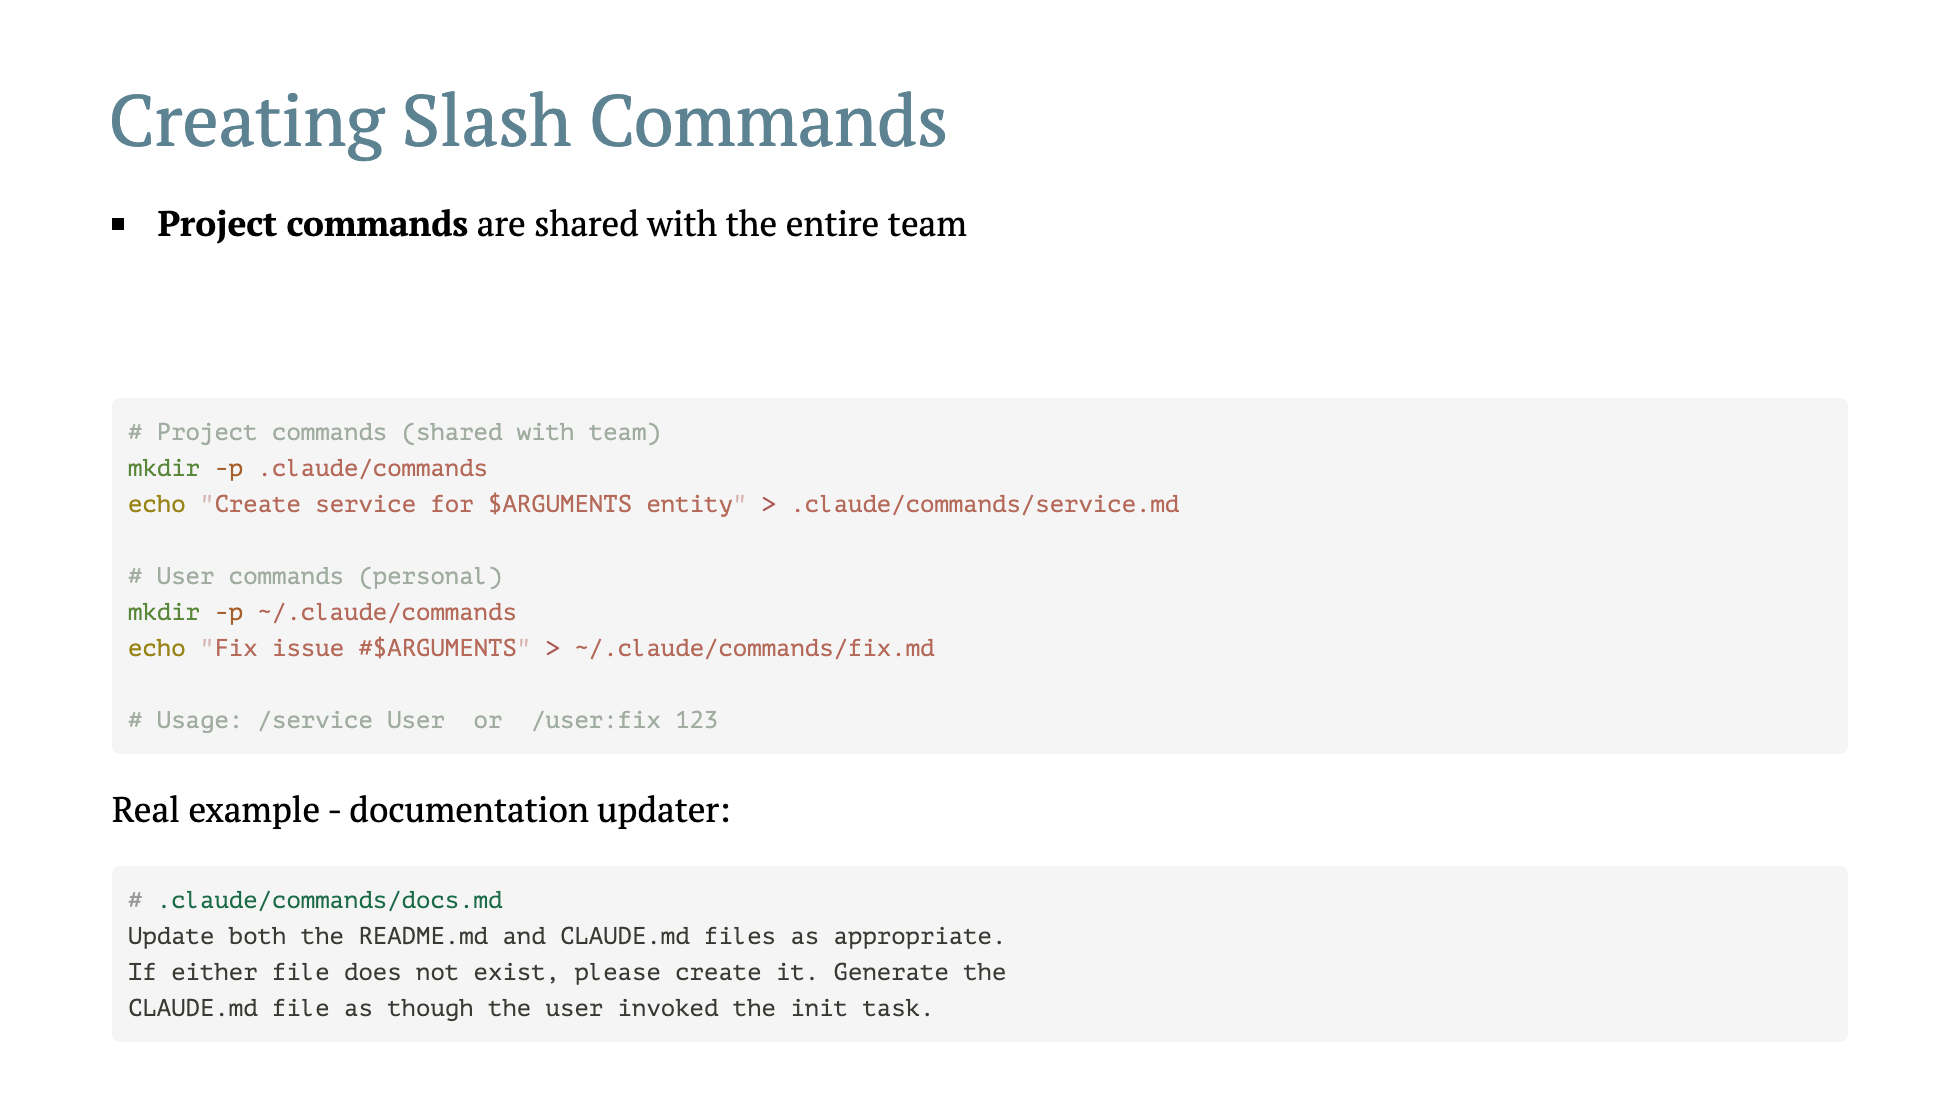 Creating Slash Commands
▪ Project commands are shared with the entire team
# Project commands (shared with team)
mkdir -p .claude/commands
echo "Create service for $ARGUMENTS entity" > .claude/commands/service.md
# User commands (personal)
mkdir -p ~/.claude/commands
echo "Fix issue #$ARGUMENTS" > ~/.claude/commands/fix.md
# Usage: /service User  or  /user:fix 123
Real example - documentation updater:
# .claude/commands/docs.md
Update both the README.md and CLAUDE.md files as appropriate.
If either file does not exist, please create it. Generate the
CLAUDE.md file as though the user invoked the init task.